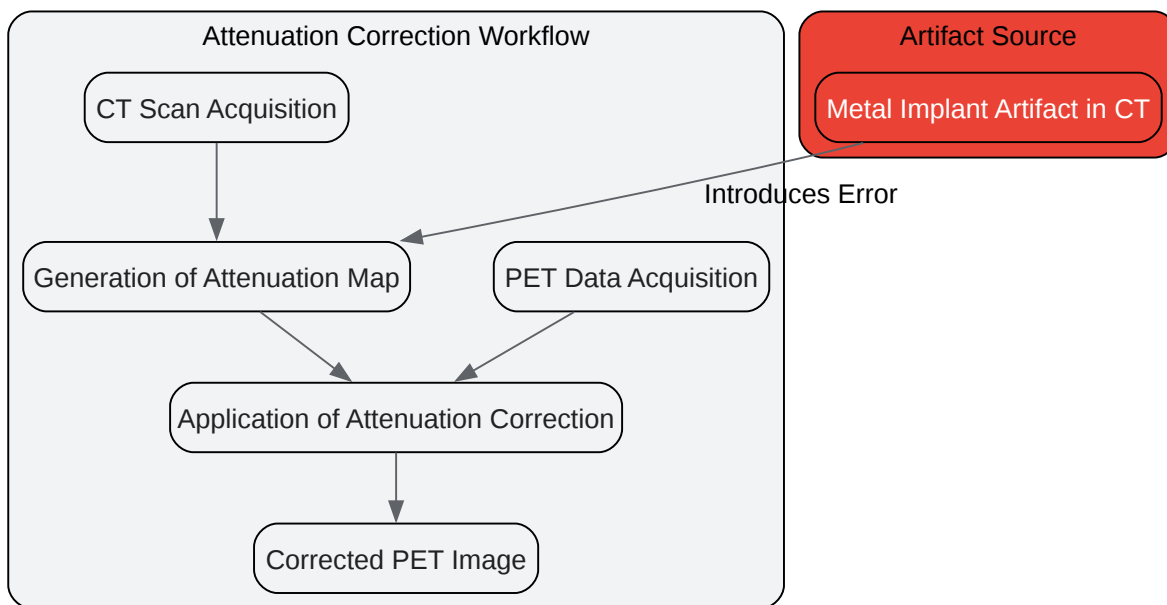 Attenuation Correction Workflow
Artifact Source
CT Scan Acquisition
Metal Implant Artifact in CT
Introduces Error
Generation of Attenuation Map
PET Data Acquisition
Application of Attenuation Correction
Corrected PET Image